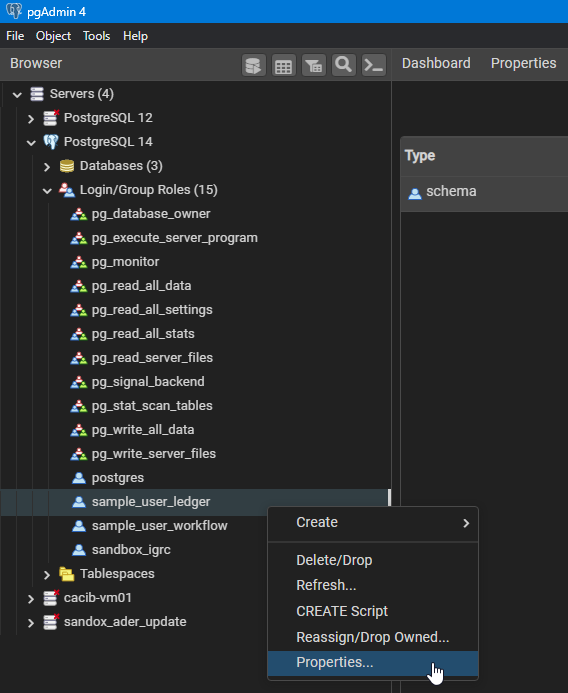 pgAdmin 4
File Object Tools Help
Browser
Dashboard Properties
Servers (4)
PostgreSQL 12
PostgreSQL 14
Databases (3)
Login/Group Roles (15)
pg_database_owner
pg_execute_server_program
pg_monitor
pg_read_all_data
pg_read_all_settings
pg_read_all_stats
pg_read_server_files
pg_signal_backend
pg_stat_scan_tables
pg_write_all_data
pg_write_server_files
postgres
sample_user_ledger
sample_user_workflow
sandbox_igrc
Tablespaces
cacib-vm01
sandox_ader_update
Type
schema
Create
Delete/Drop
Refresh...
CREATE Script
Reassign/Drop Owned...
Properties...